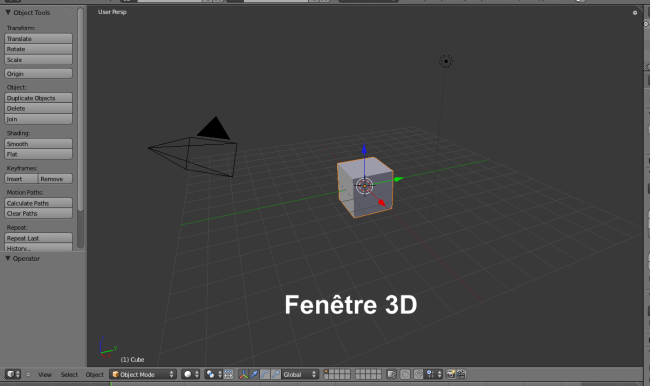 Object Tools
User Persp
Transform:
Translate
Rotate
Scale
Origin
Object:
Duplicate Objects
Delete
Join
Shading:
Smooth
Flat
Keyframes:
Insert Remove
Motion Paths:
Calculate Paths
Clear Paths
Repeat:
Repeat Last
History...
Operator
Fenêtre 3D
z
y
(1) Cube
View Select Object Object Mode Global